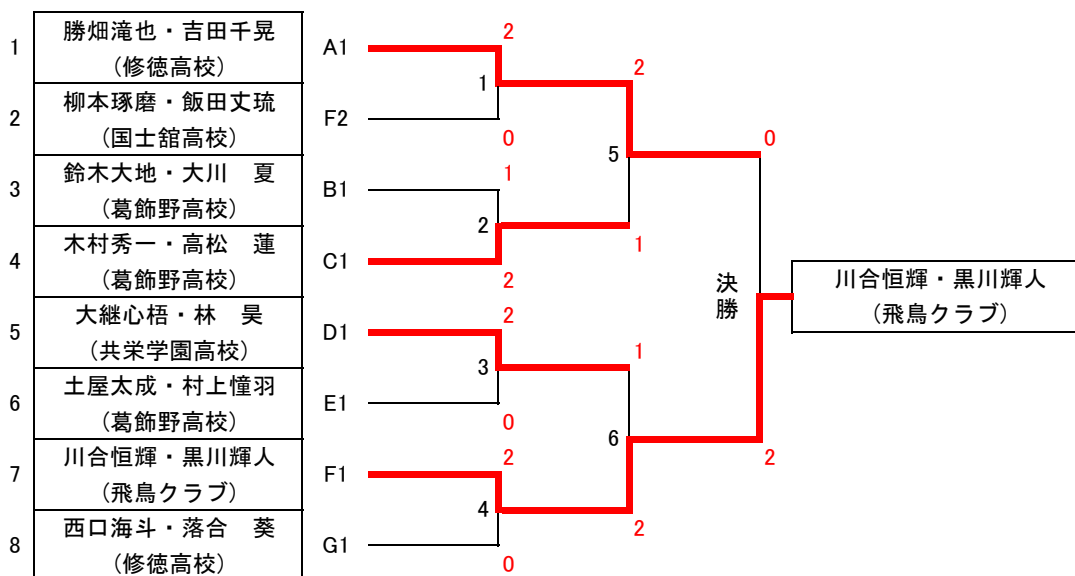 1 勝畑滝也・吉田千晃 A1 2
(修徳高校) 1 2
2 柳本琢磨・飯田丈琉 F2
(国士舘高校) 0 5 0
3 鈴木大地・大川　夏 B1 1
(葛飾野高校) 2
4 木村秀一・高松　蓮 C1 1
(葛飾野高校) 2 決勝 川合恒輝・黒川輝人
5 大継心悟・林　昊 D1 2 (飛鳥クラブ)
(共栄学園高校) 3 1
6 土屋太成・村上憧羽 E1
(葛飾野高校) 0 6
7 川合恒輝・黒川輝人 F1 2 2
(飛鳥クラブ) 4
8 西口海斗・落合　葵 G1 2
(修徳高校) 0